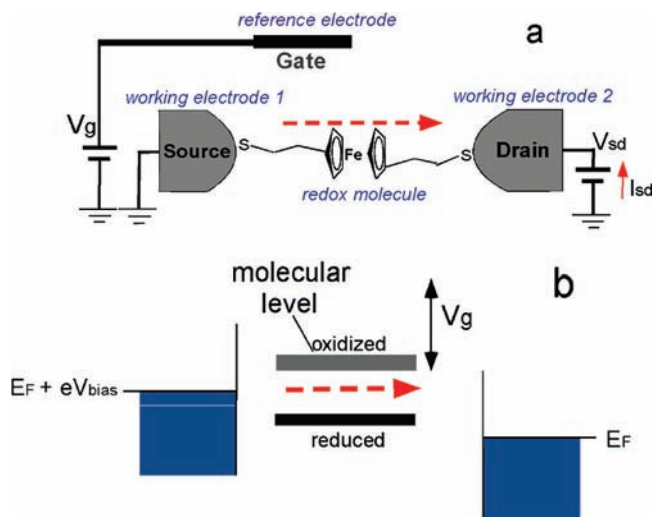 reference electrode
a
Gate
working electrode 1
working electrode 2
Vg
Vsd
Source
S
Fe
S
Drain
Isd
redox molecule
molecular
level
b
Vg
oxidized
EF + eVbias
reduced
EF